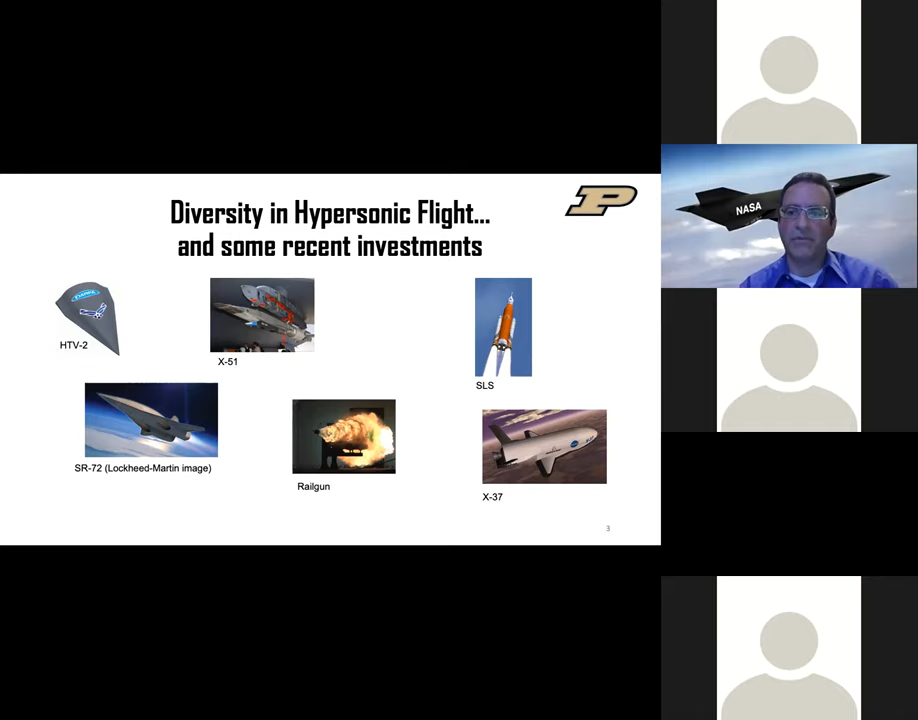 Diversity in Hypersonic Flight...
and some recent investments
P
HTV-2
X-51
SLS
NASA
SR-72 (Lockheed-Martin image)
Railgun
X-37
3